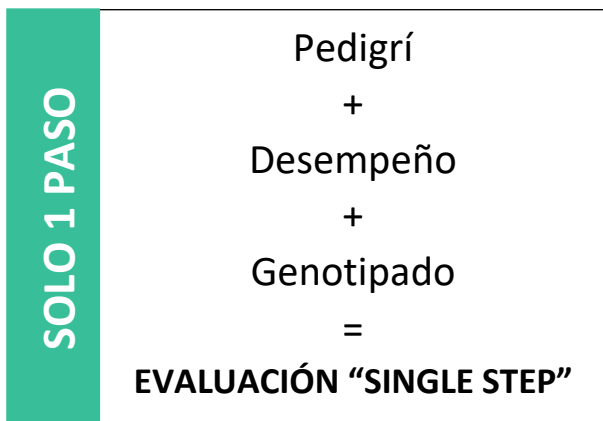 SOLO 1 PASO
Pedigrí
+
Desempeño
+
Genotipado
=
EVALUACIÓN “SINGLE STEP”